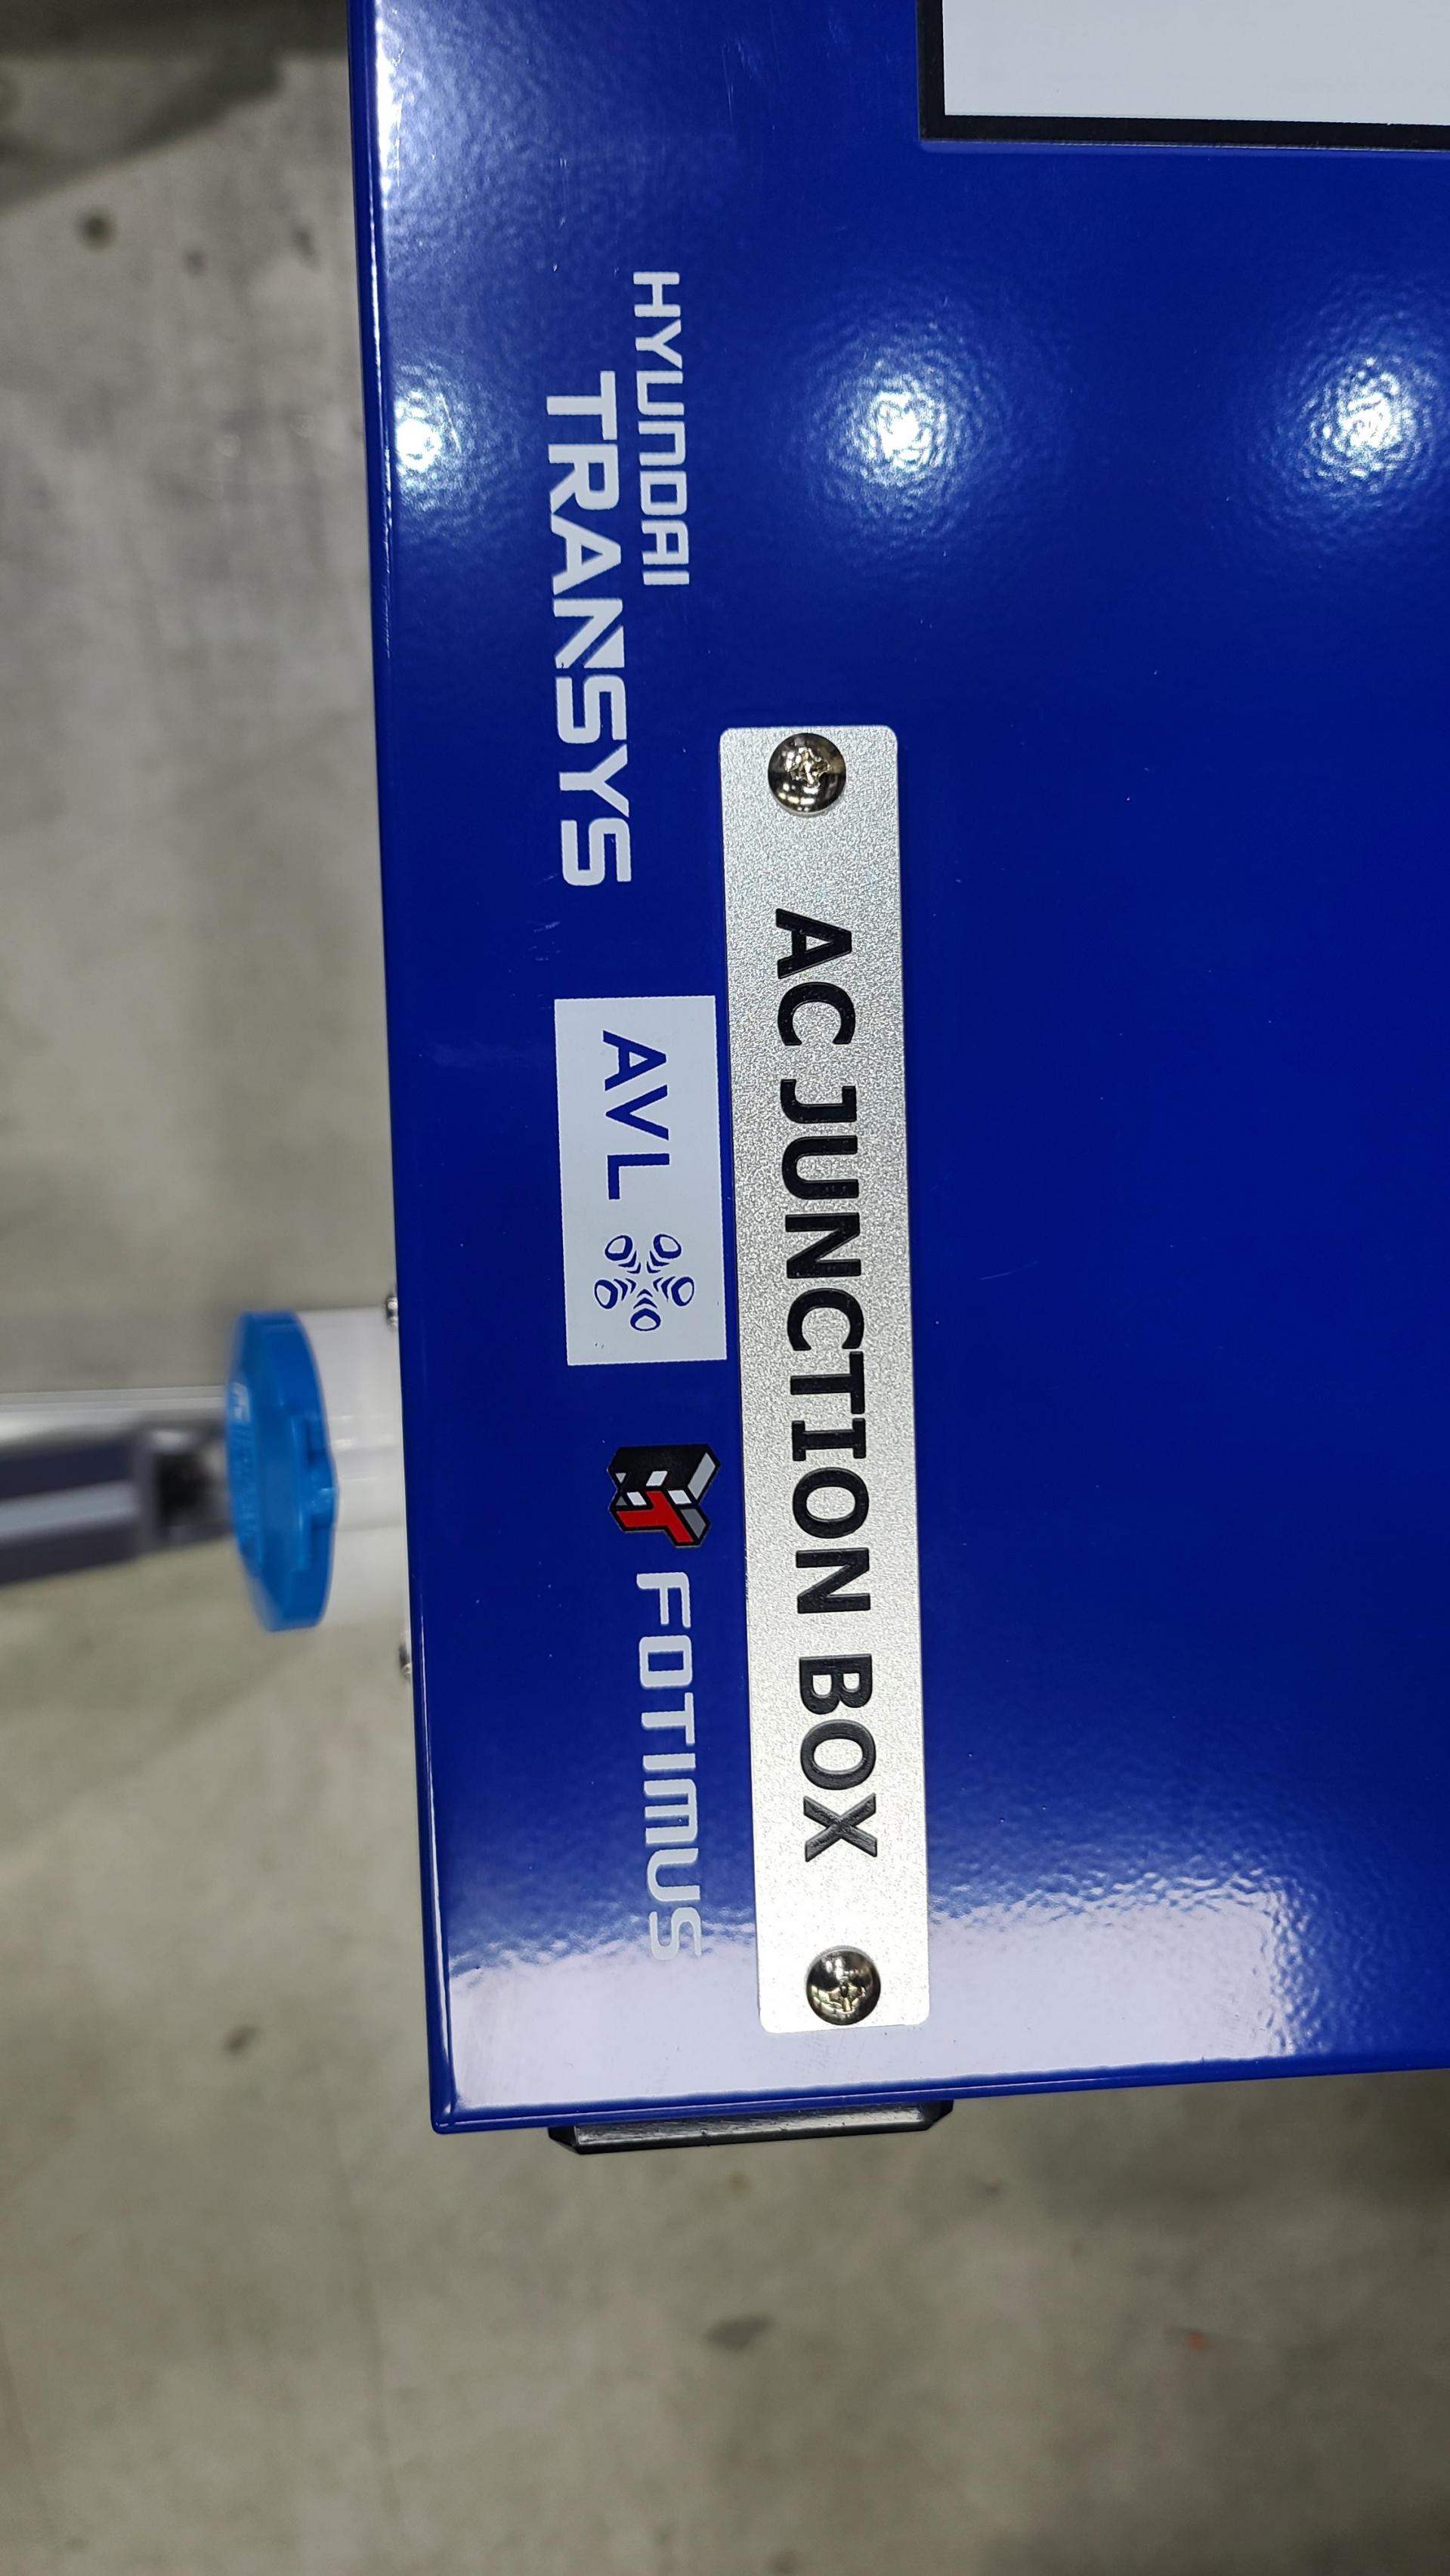 AC JUNCTION BOX
HYUNDAI
TRANSYS
AVL
FOTIMUS